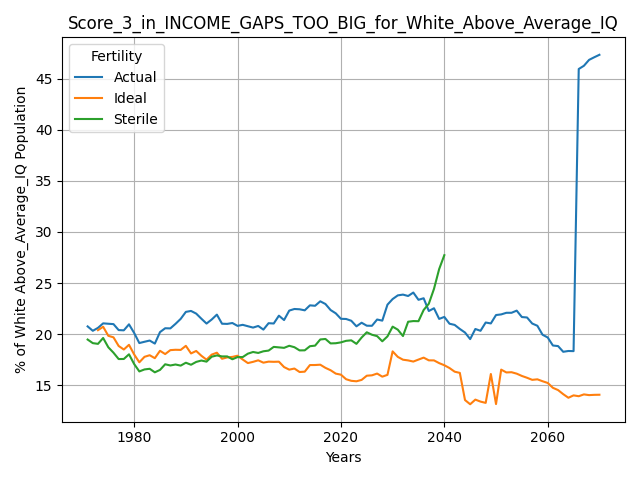 Score_3_in_INCOME_GAPS_TOO_BIG_for_White_Above_Average_IQ
Fertility
Actual
Ideal
Sterile
% of White Above_Average_IQ Population
45
40
35
30
25
20
15
1980
2000
2020
2040
2060
Years